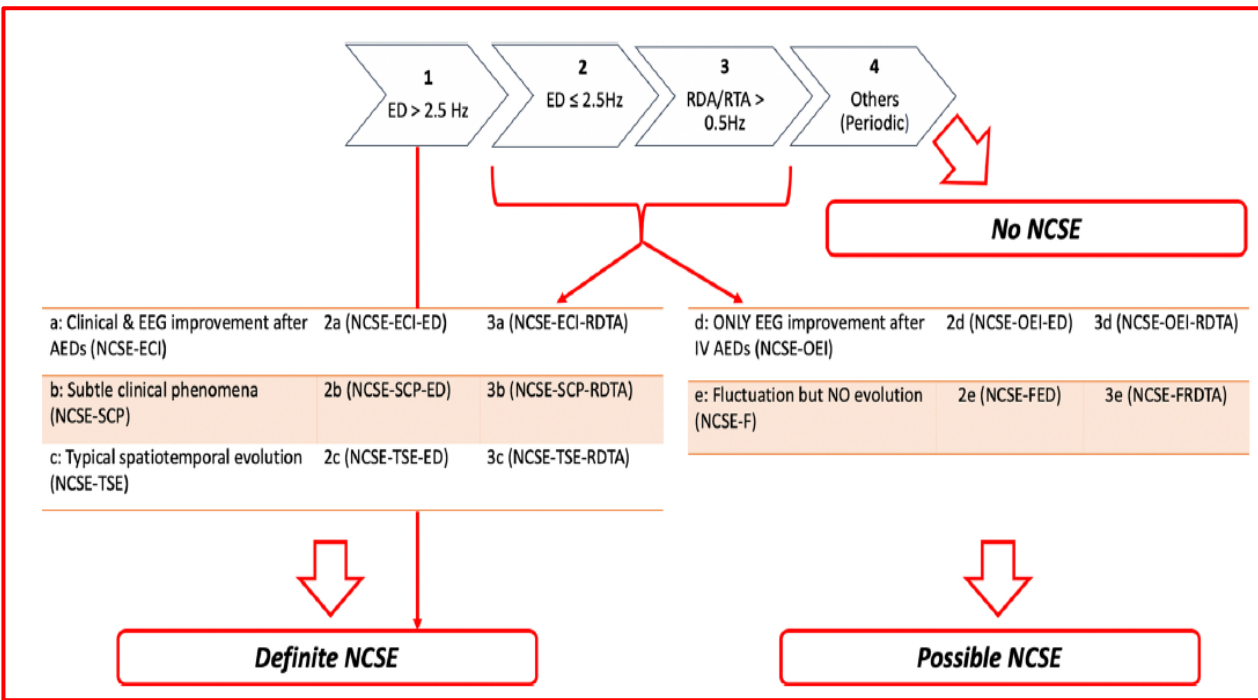 1
ED > 2.5 Hz
2
ED ≤ 2.5Hz
3
RDA/RTA >
0.5Hz
4
Others
(Periodic)
No NCSE
a: Clinical & EEG improvement after
AEDs (NCSE-ECI)
2a (NCSE-ECI-ED)
3a (NCSE-ECI-RDTA)
b: Subtle clinical phenomena
(NCSE-SCP)
2b (NCSE-SCP-ED)
3b (NCSE-SCP-RDTA)
c: Typical spatiotemporal evolution
(NCSE-TSE)
2c (NCSE-TSE-ED)
3c (NCSE-TSE-RDTA)
d: ONLY EEG improvement after
IV AEDs (NCSE-OEI)
2d (NCSE-OEI-ED)
3d (NCSE-OEI-RDTA)
e: Fluctuation but NO evolution
(NCSE-F)
2e (NCSE-FED)
3e (NCSE-FRDTA)
Definite NCSE
Possible NCSE